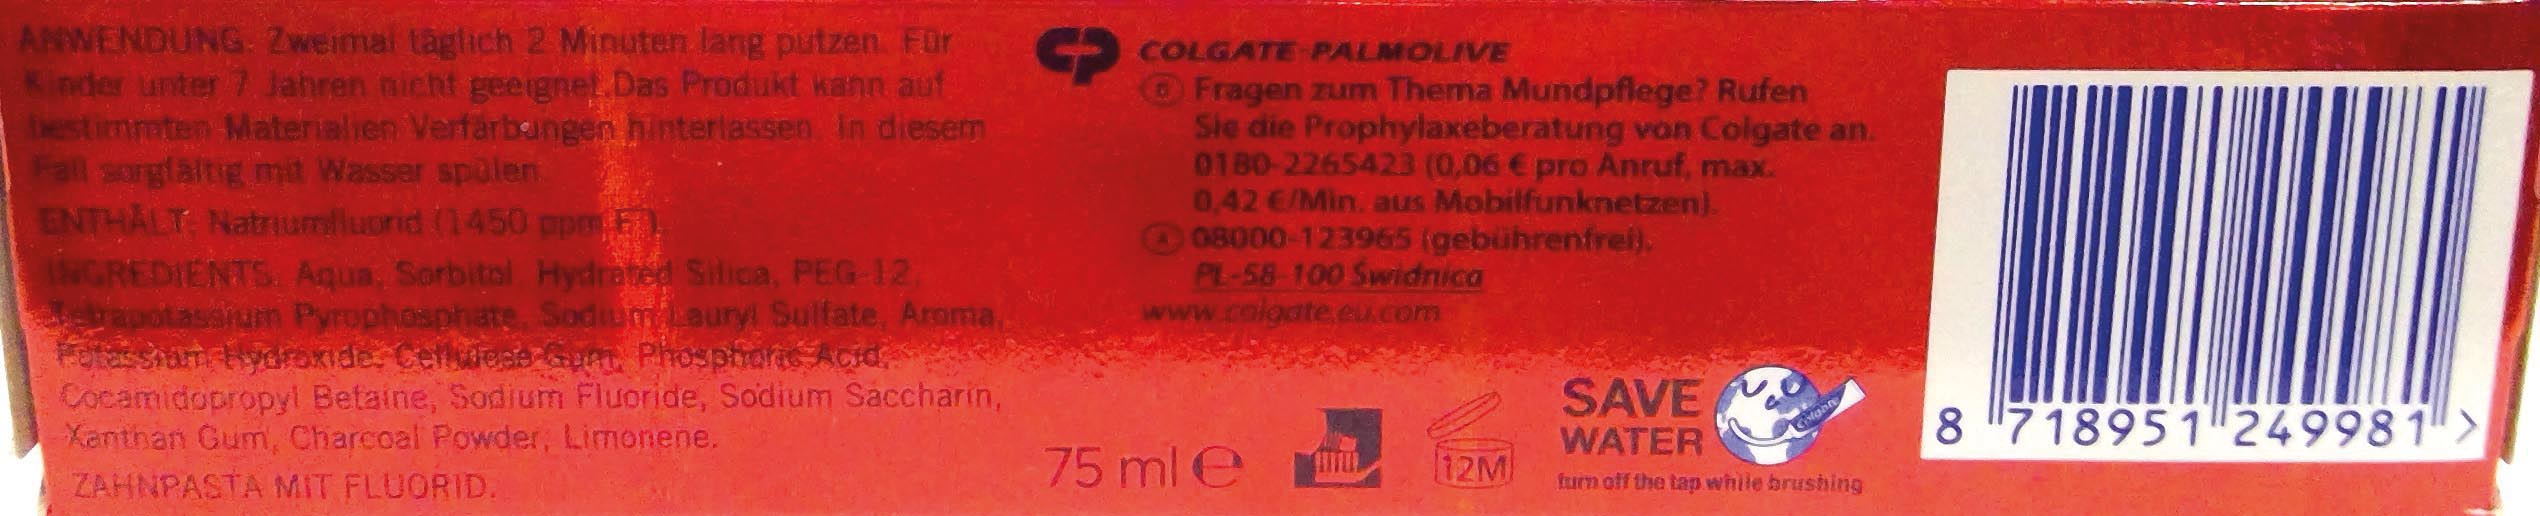 ANWENDUNG: Zweimal täglich 2 Minuten lang putzen. Für
Kinder unter 7 Jahren nicht geeignet. Das Produkt kann auf
bestimmten Materialien Verfärbungen hinterlassen. In diesem
Fall sorgfältig mit Wasser spülen.
ENTHÄLT: Natriumfluorid (1450 ppm F⁻).
INGREDIENTS: Aqua, Sorbitol, Hydrated Silica, PEG-12,
Tetrapotassium Pyrophosphate, Sodium Lauryl Sulfate, Aroma,
Potassium Hydroxide, Cellulose Gum, Phosphoric Acid,
Cocamidopropyl Betaine, Sodium Fluoride, Sodium Saccharin,
Xanthan Gum, Charcoal Powder, Limonene.
ZAHNPASTA MIT FLUORID.
CP COLGATE-PALMOLIVE
D Fragen zum Thema Mundpflege? Rufen
Sie die Prophylaxeberatung von Colgate an.
0180-2265423 (0,06 € pro Anruf, max.
0,42 €/Min. aus Mobilfunknetzen).
A 08000-123965 (gebührenfrei).
PL-58-100 Świdnica
www.colgate.eu.com
75 ml e
12M
SAVE
WATER
Colgate
turn off the tap while brushing
8 718951 249981 >